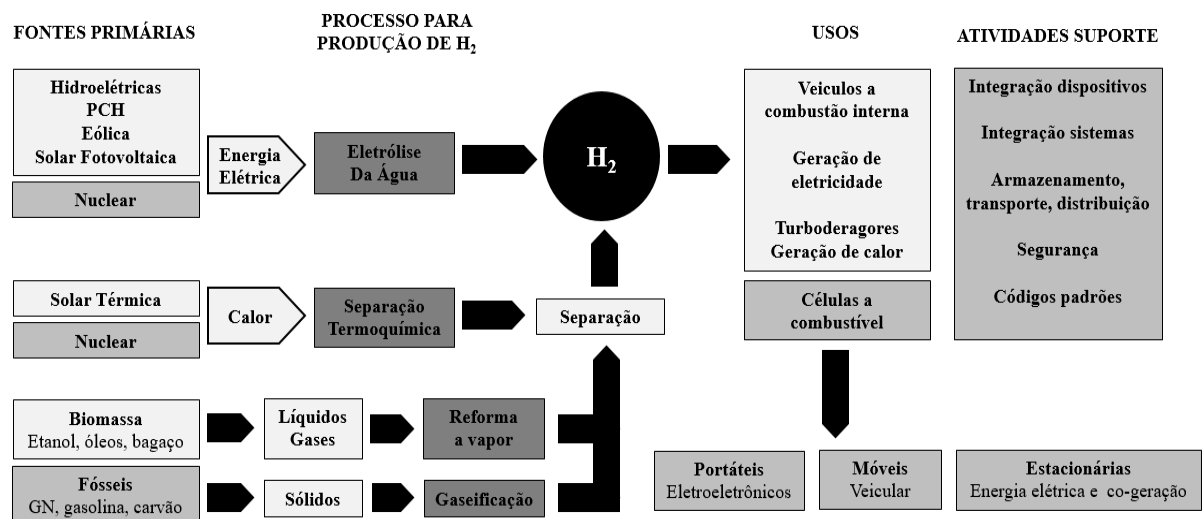 FONTES PRIMÁRIAS
PROCESSO PARA
PRODUÇÃO DE H₂
USOS
ATIVIDADES SUPORTE
Hidroelétricas
PCH
Eólica
Solar Fotovoltaica
Nuclear
Energia
Elétrica
Eletrólise
Da Água
H₂
Veiculos a
combustão interna
Geração de
eletricidade
Turboderagores
Geração de calor
Células a
combustível
Integração dispositivos
Integração sistemas
Armazenamento,
transporte, distribuição
Segurança
Códigos padrões
Solar Térmica
Nuclear
Calor
Separação
Termoquímica
Separação
Biomassa
Etanol, óleos, bagaço
Líquidos
Gases
Reforma
a vapor
Fósseis
GN, gasolina, carvão
Sólidos
Gaseificação
Portáteis
Eletroeletrônicos
Móveis
Veicular
Estacionárias
Energia elétrica e co-geração